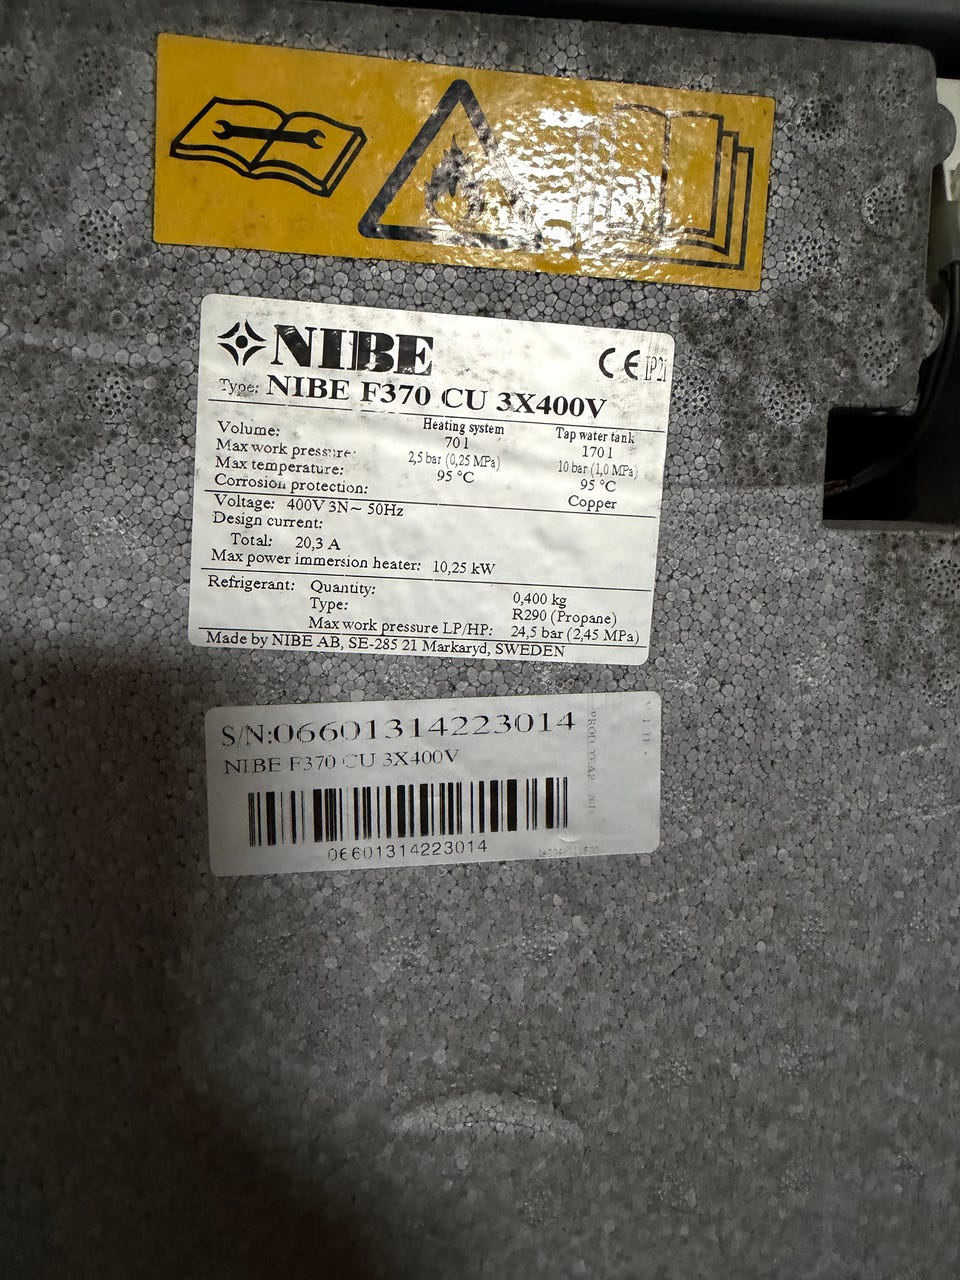 NIBE
CE IP21
Type: NIBE F370 CU 3X400V
Heating system Tap water tank
Volume: 70 l 170 l
Max work pressure: 2,5 bar (0,25 MPa) 10 bar (1,0 MPa)
Max temperature: 95 °C 95 °C
Corrosion protection: Copper
Voltage: 400V 3N~ 50Hz
Design current:
Total: 20,3 A
Max power immersion heater: 10,25 kW
Refrigerant: Quantity: 0,400 kg
Type: R290 (Propane)
Max work pressure LP/HP: 24,5 bar (2,45 MPa)
Made by NIBE AB, SE-285 21 Markaryd, SWEDEN
S/N:06601314223014
NIBE F370 CU 3X400V
06601314223014
PROD YEAR